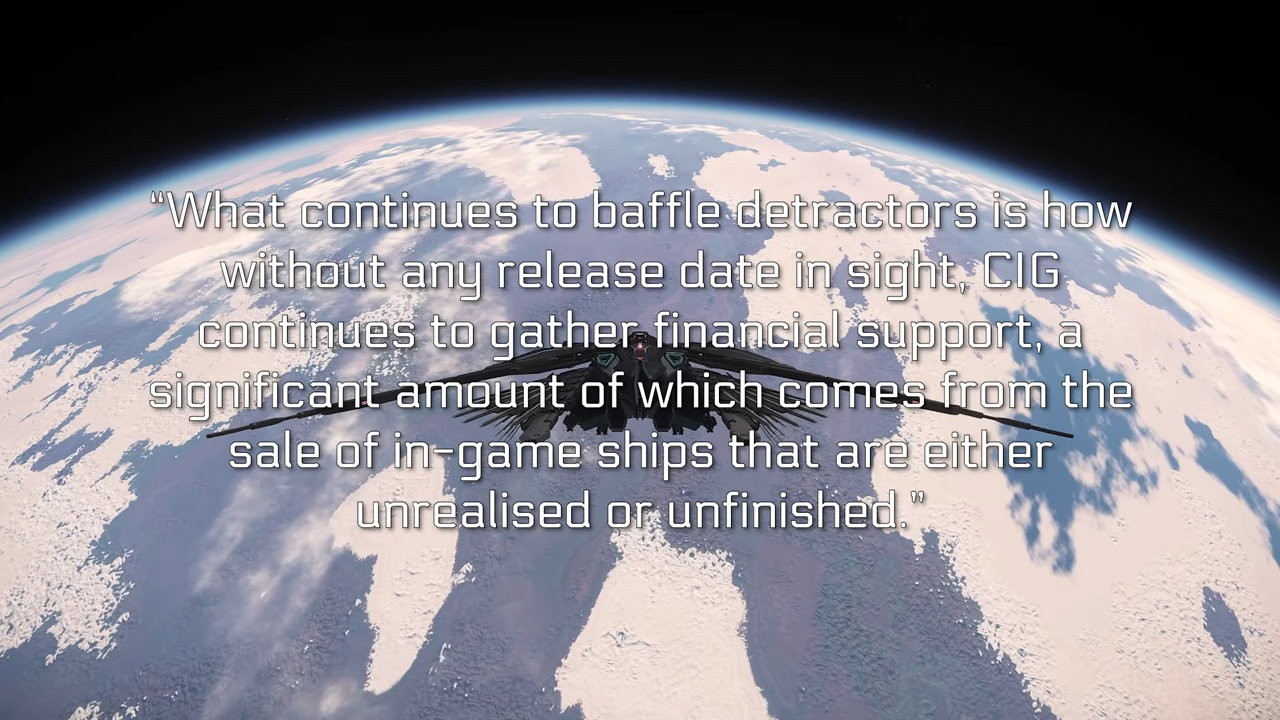 “What continues to baffle detractors is how
without any release date in sight, CIG
continues to gather financial support, a
significant amount of which comes from the
sale of in-game ships that are either
unrealised or unfinished.”